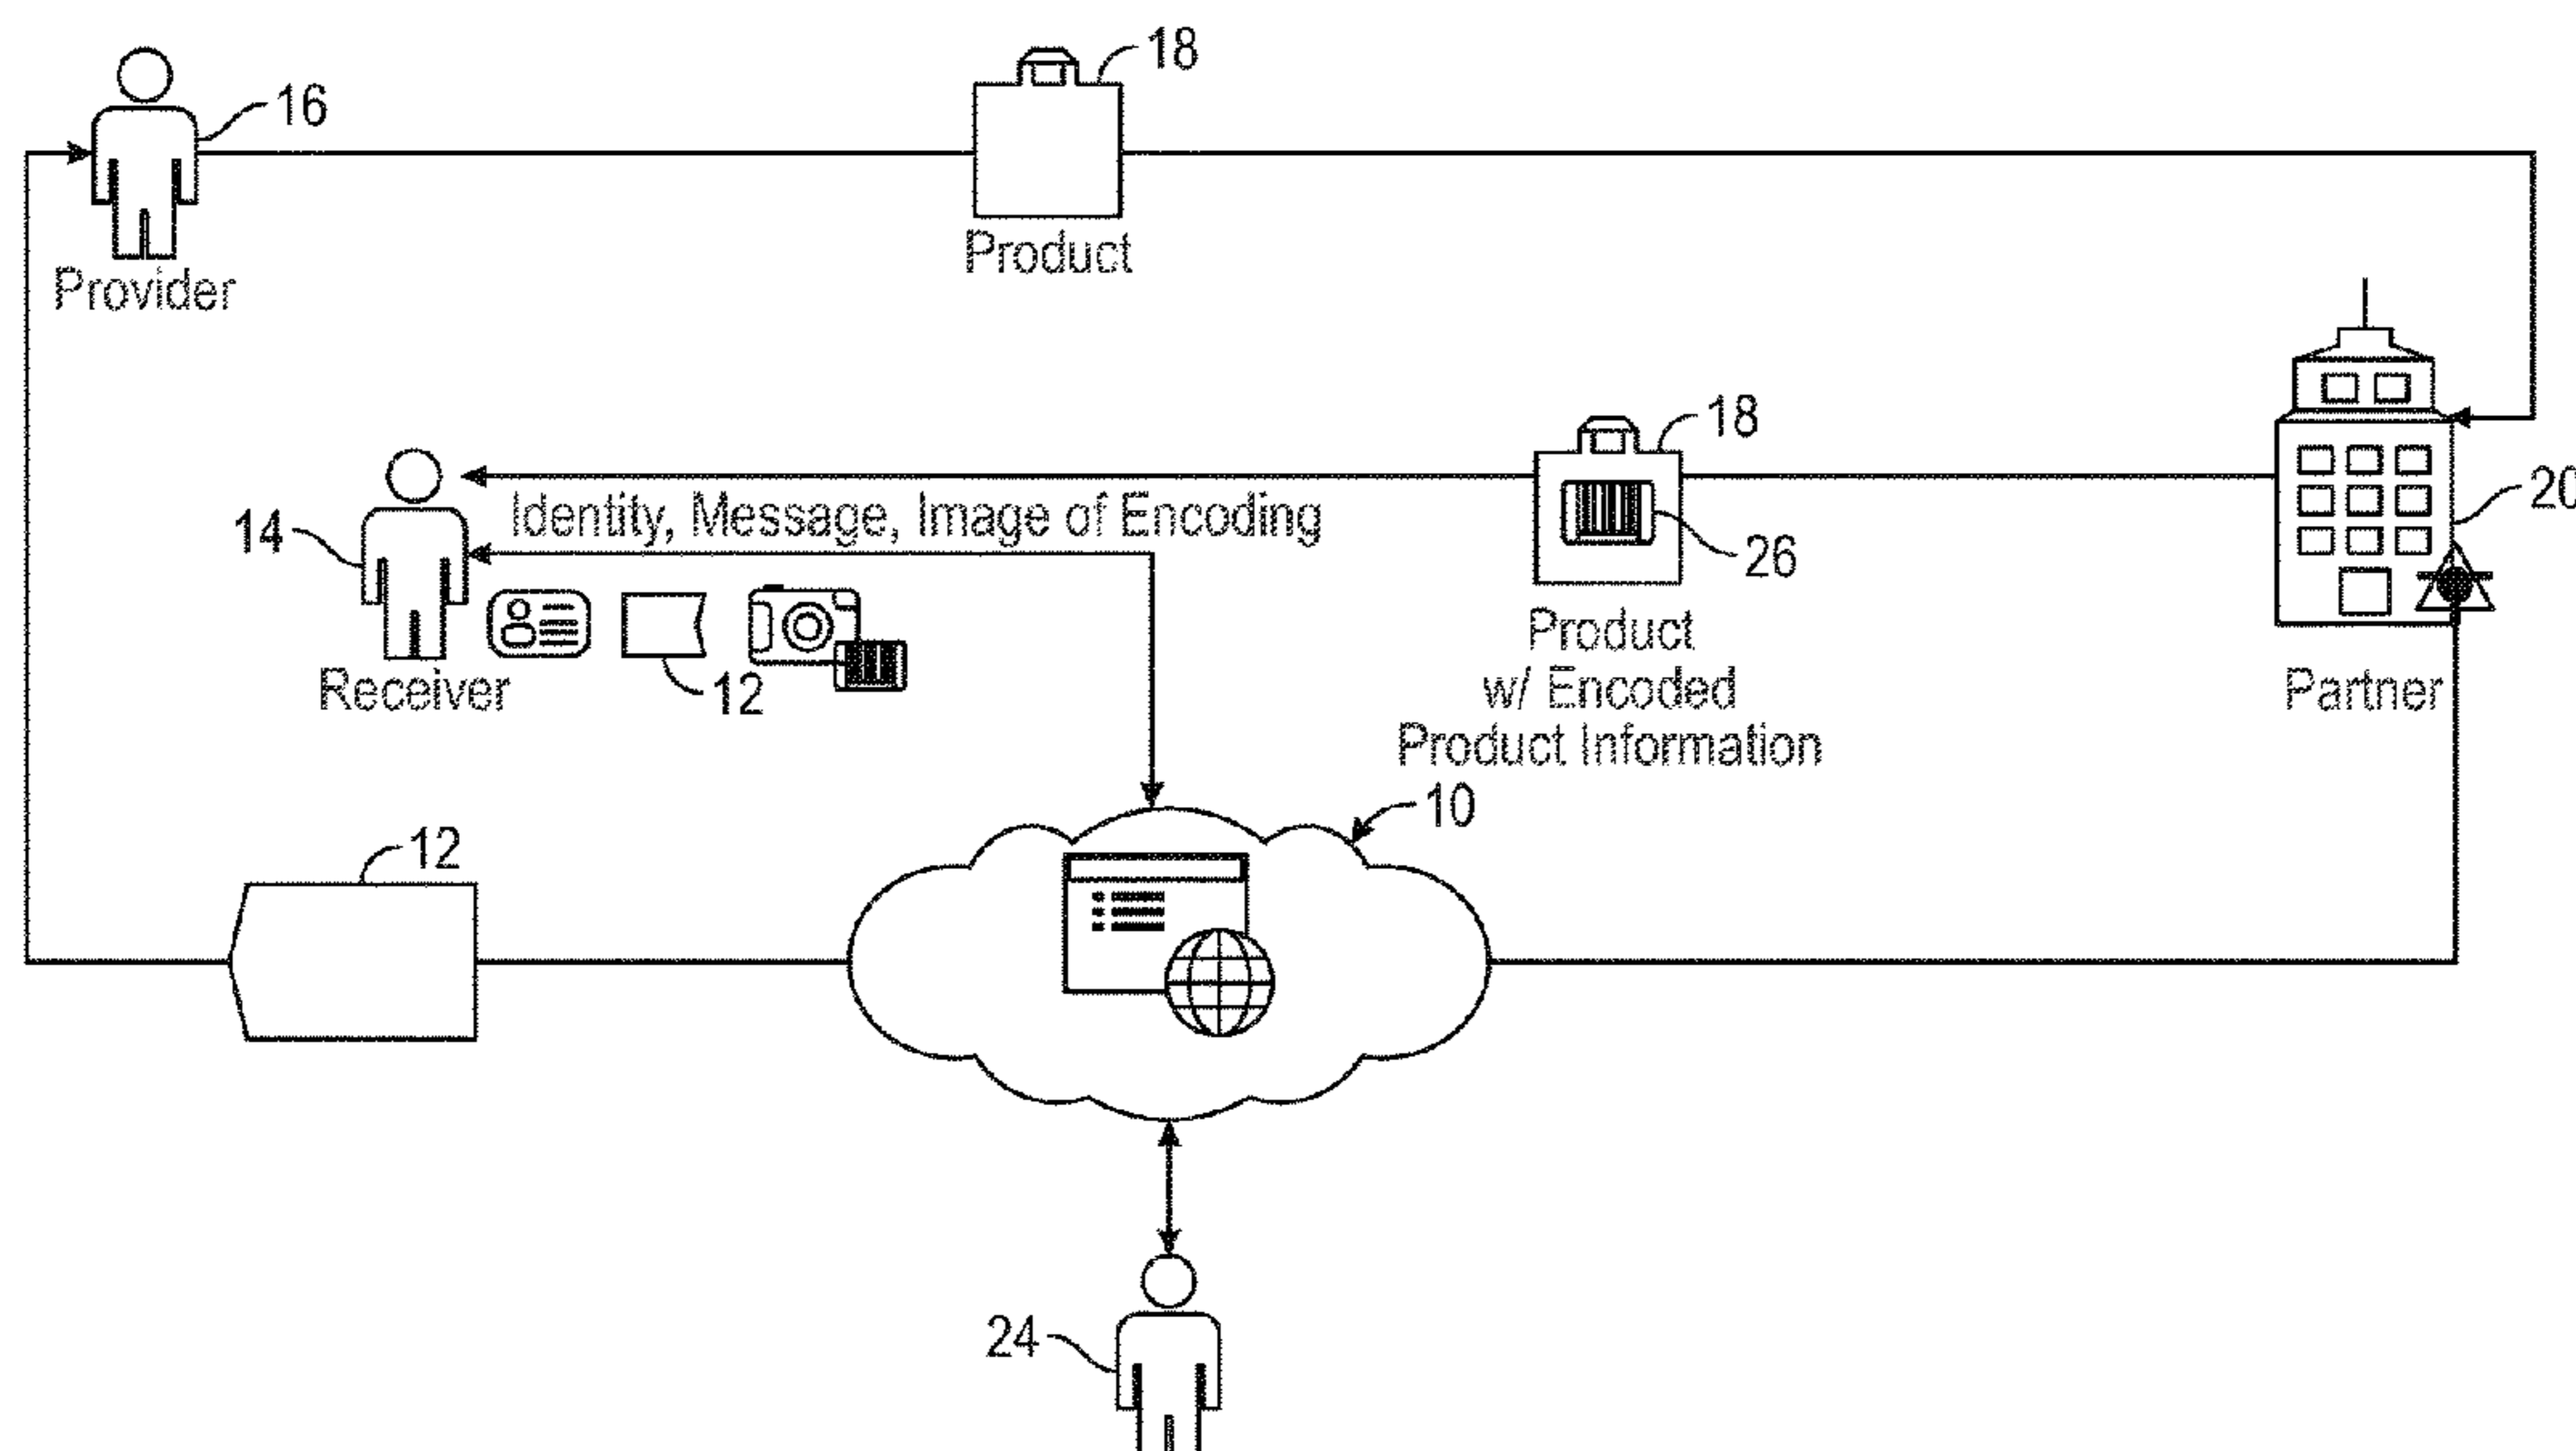 18
16
Product
Provider
18
20
14
Identity, Message, Image of Encoding
26
12
Receiver
Product
w/ Encoded
Product Information
Partner
10
12
24